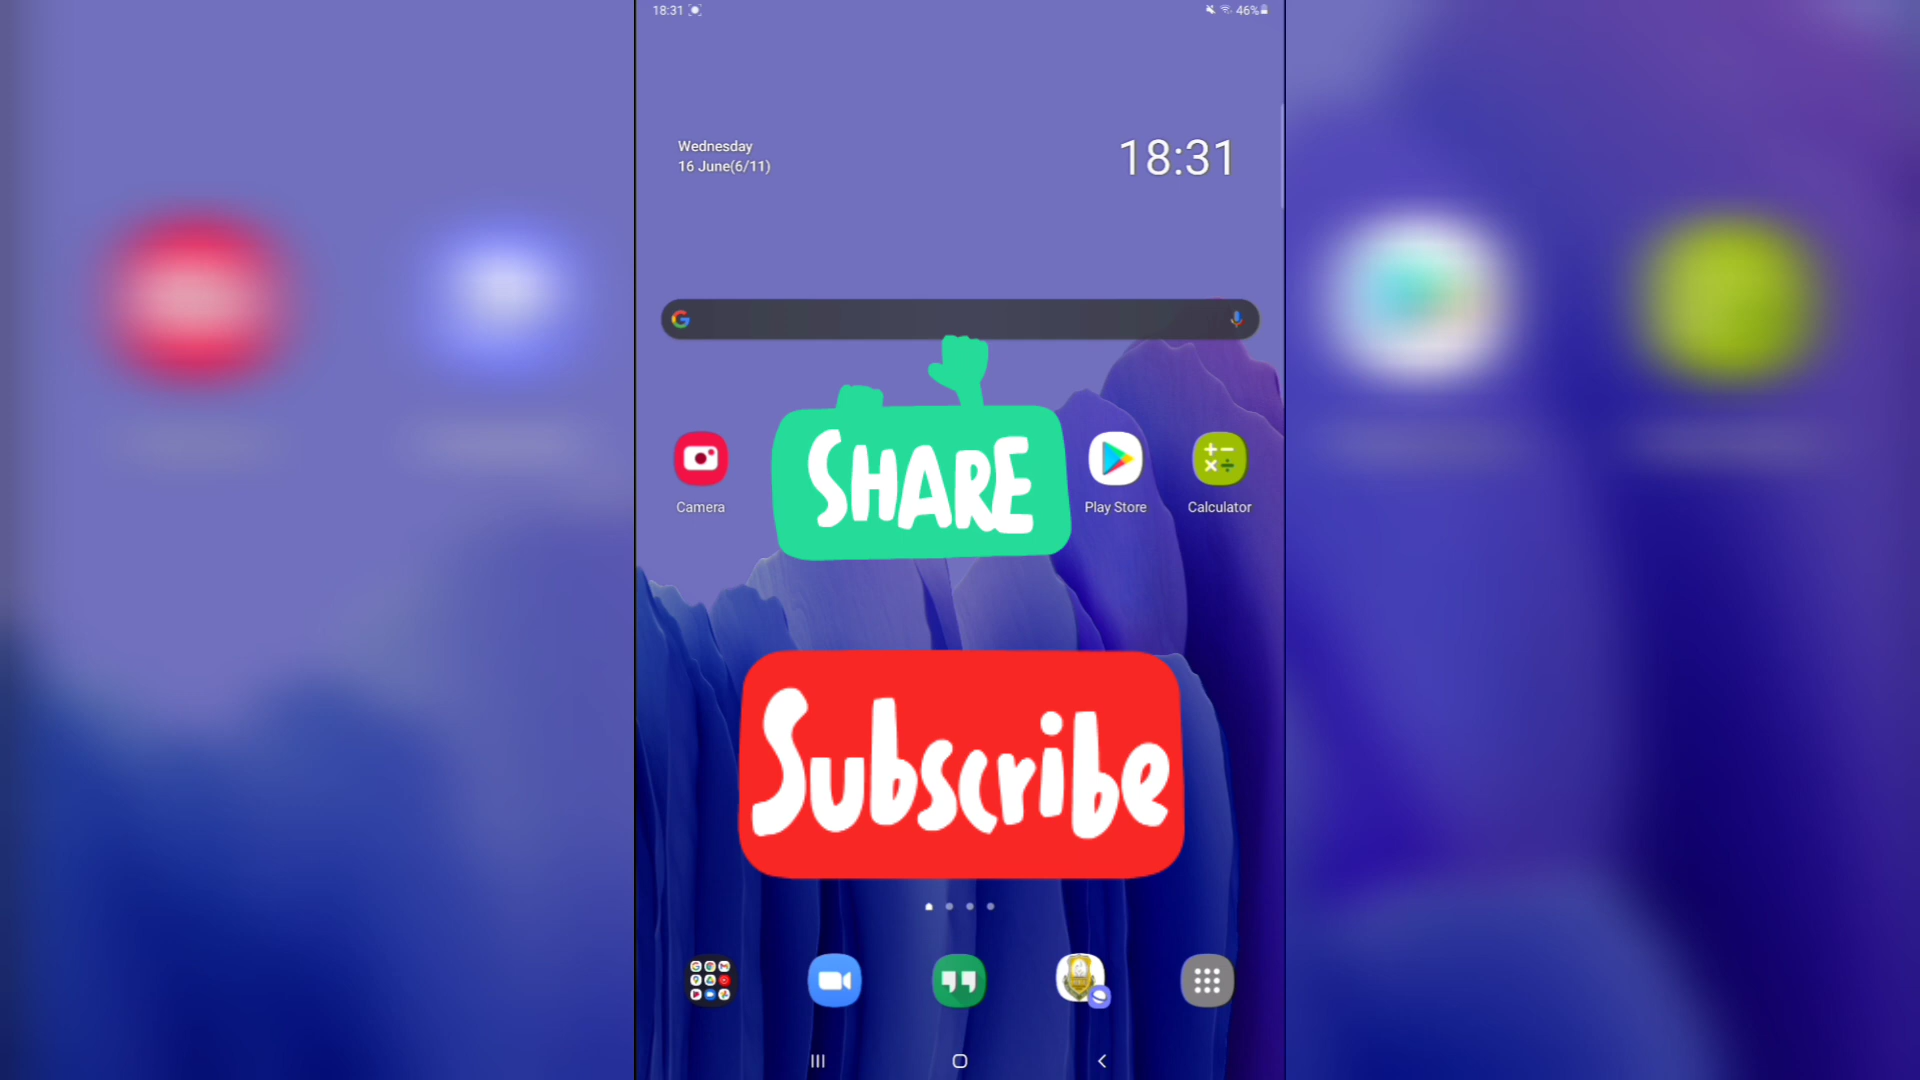 18:31
46%
Wednesday
16 June(6/11)
18:31
SHARE
Camera
Play Store
Calculator
Subscribe